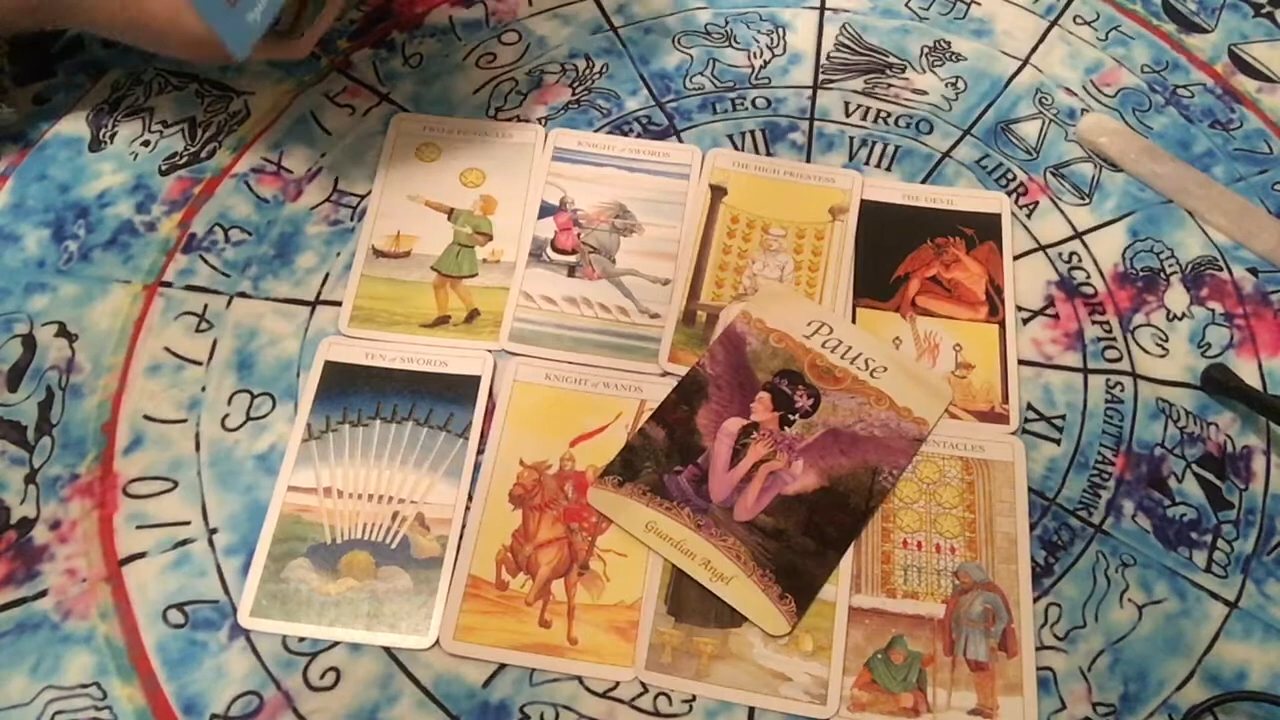 LEO
VIRGO
VII
VIII
LIBRA
TWO of PENTACLES
KNIGHT of SWORDS
THE HIGH PRIESTESS
THE DEVIL
SCORPIO
X
XI
SAGITTARIUS
Pause
TEN of SWORDS
KNIGHT of WANDS
PENTACLES
Guardian Angel